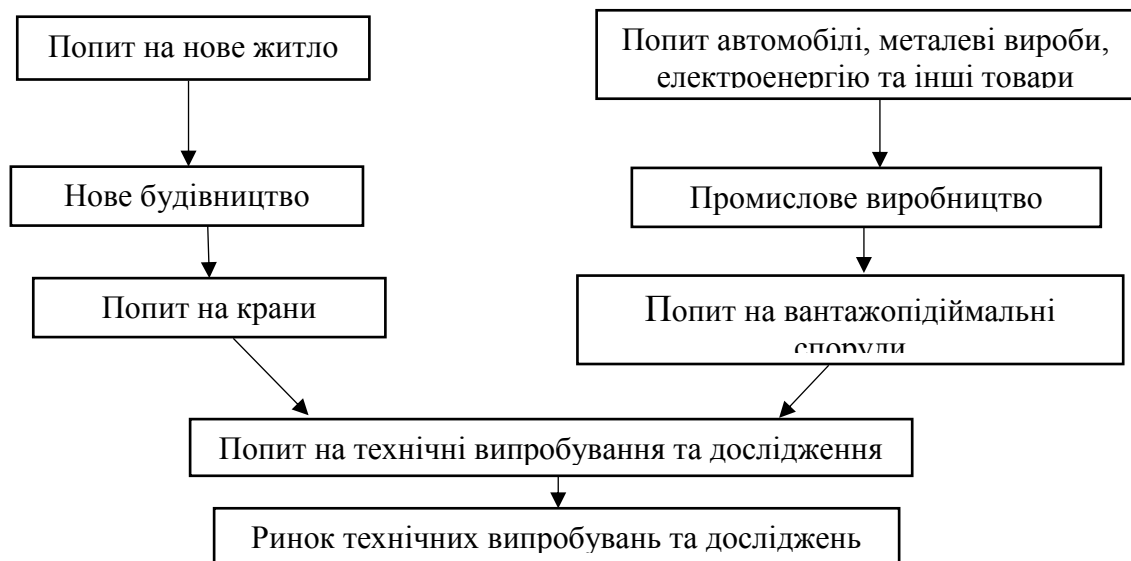 Попит на нове житло
Попит автомобілі, металеві вироби,
електроенергію та інші товари
Нове будівництво
Промислове виробництво
Попит на крани
Попит на вантажопідіймальні
споруди
Попит на технічні випробування та дослідження
Ринок технічних випробувань та досліджень